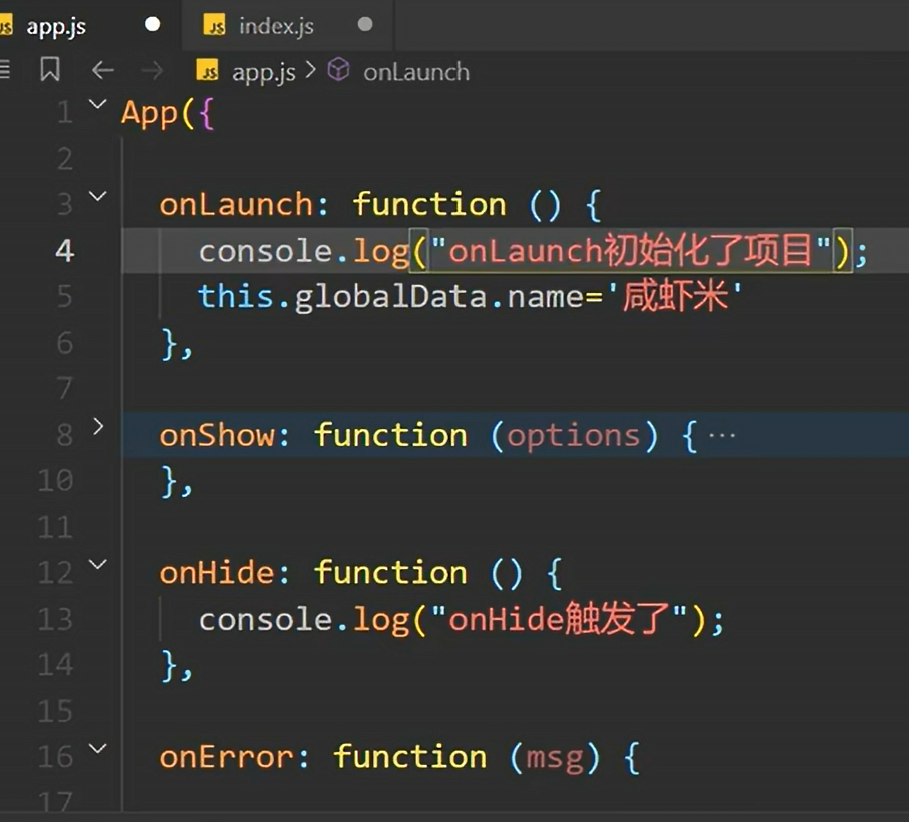 JS app.js JS index.js
JS app.js onLaunch
1 App({
2
3 onLaunch: function () {
4 console.log("onLaunch初始化了项目");
5 this.globalData.name='咸虾米'
6 },
7
8 onShow: function (options) {···
10 },
11
12 onHide: function () {
13 console.log("onHide触发了");
14 },
15
16 onError: function (msg) {
17